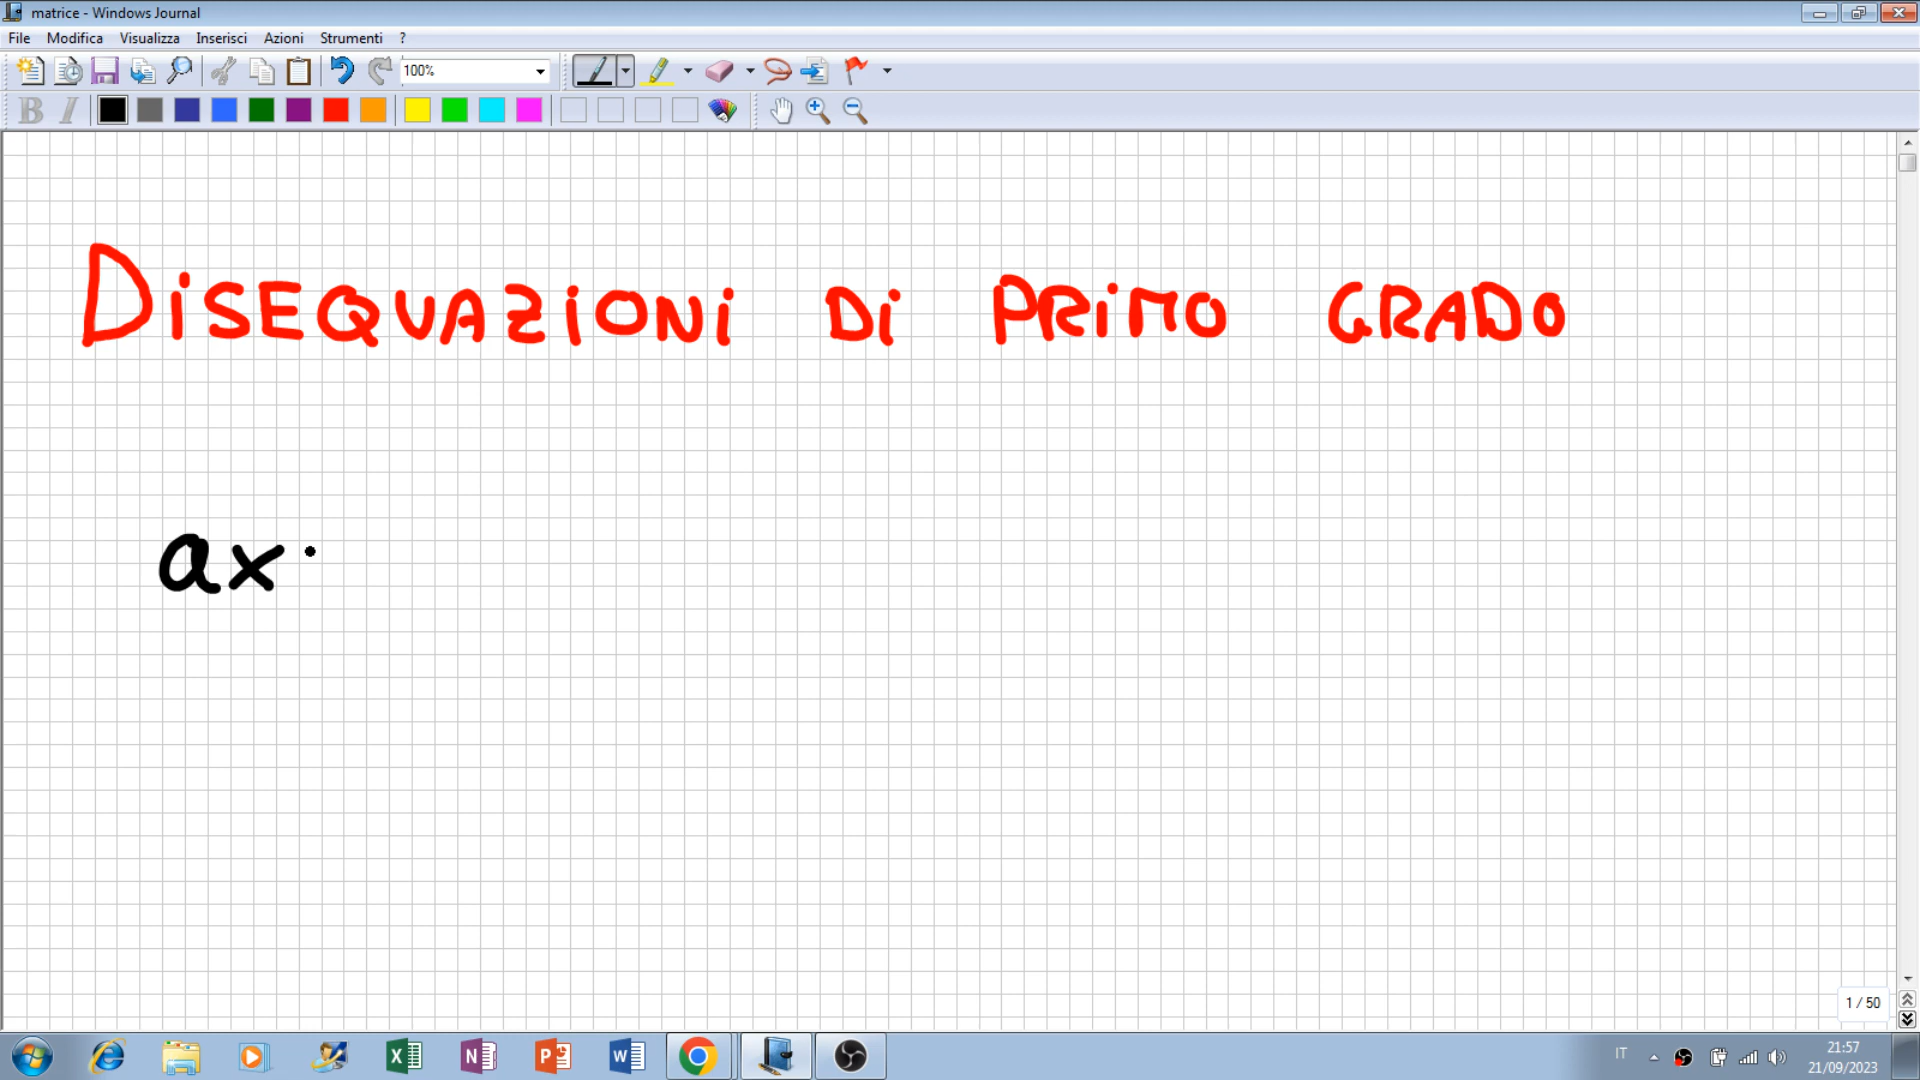 matrice - Windows Journal
File Modifica Visualizza Inserisci Azioni Strumenti ?
100%
B I
DiSEQUAZiONi Di PRiMO GRADO
ax
1 / 50
IT
21:57
21/09/2023